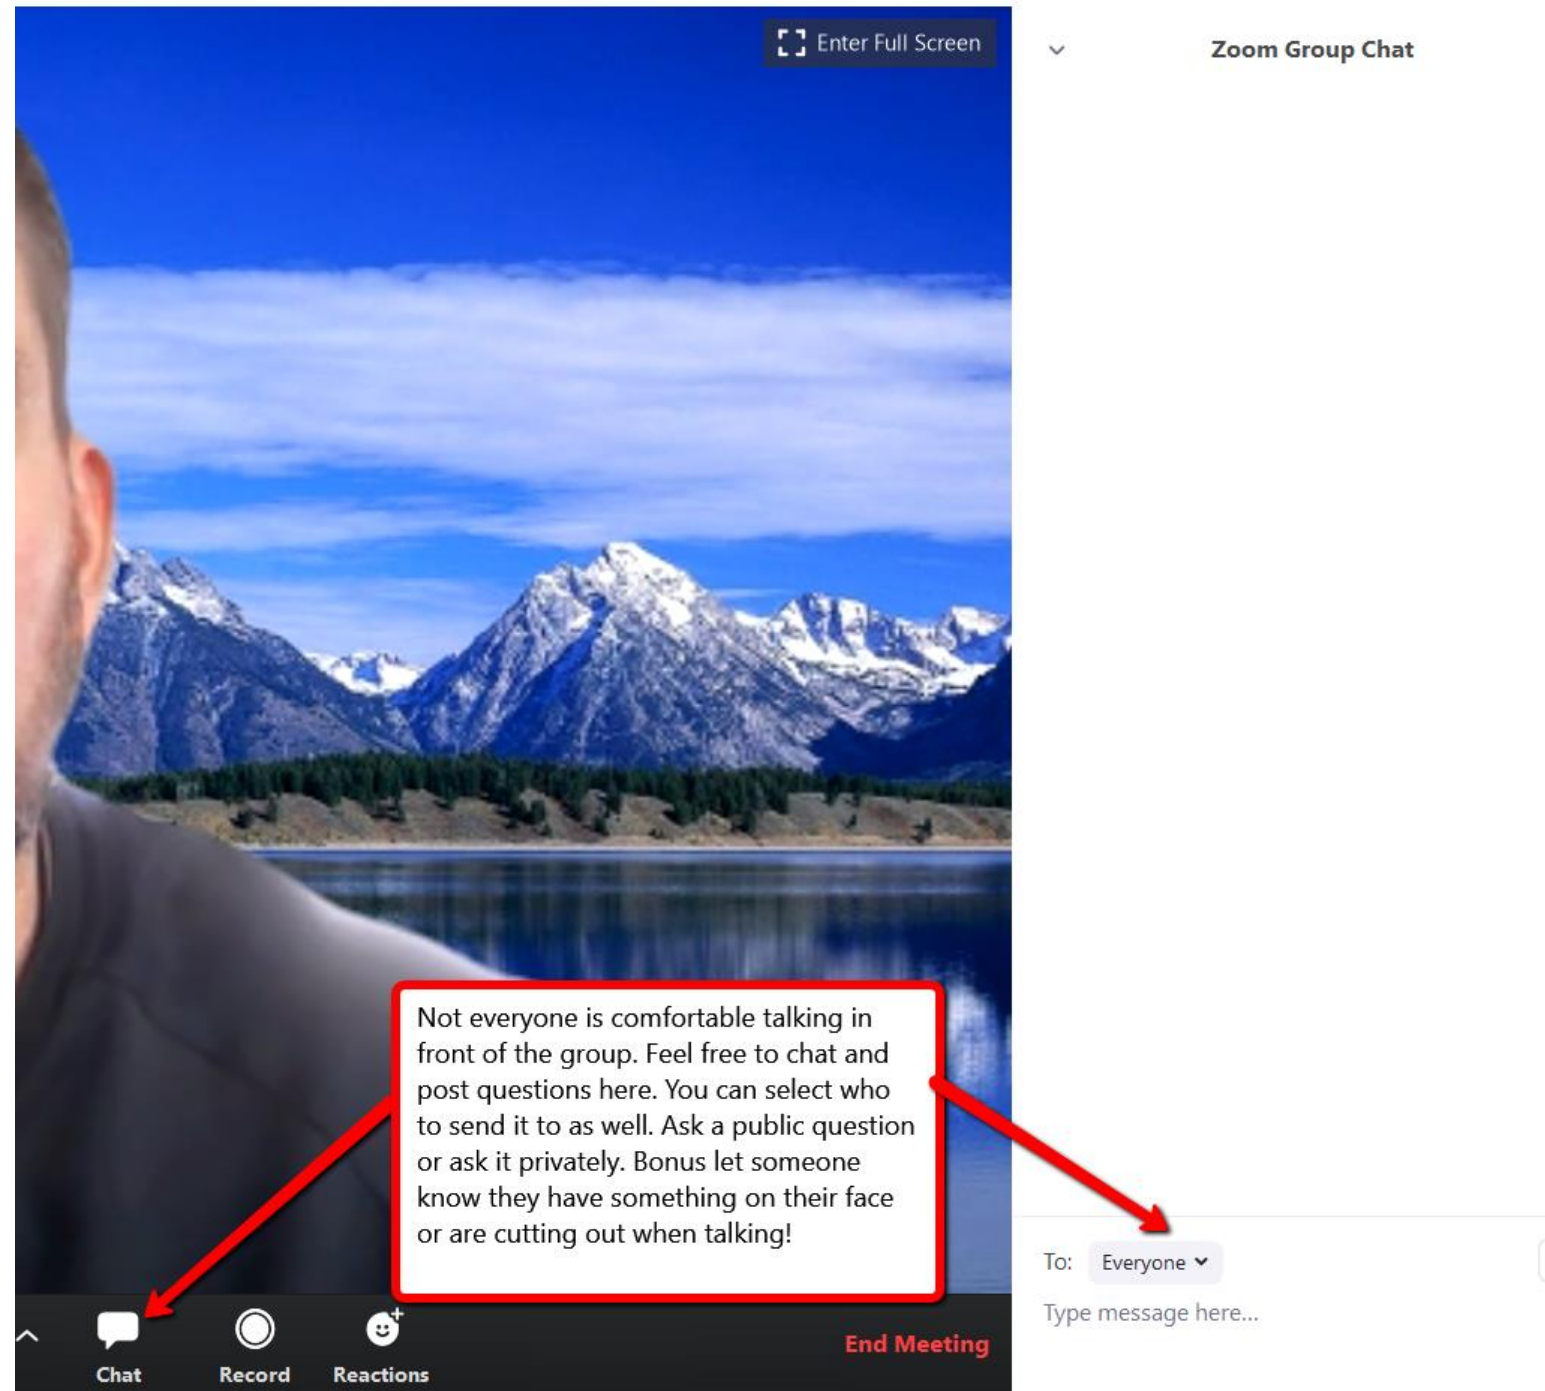 Enter Full Screen
Zoom Group Chat
Not everyone is comfortable talking in
front of the group. Feel free to chat and
post questions here. You can select who
to send it to as well. Ask a public question
or ask it privately. Bonus let someone
know they have something on their face
or are cutting out when talking!
To: Everyone
Type message here...
Chat
Record
Reactions
End Meeting